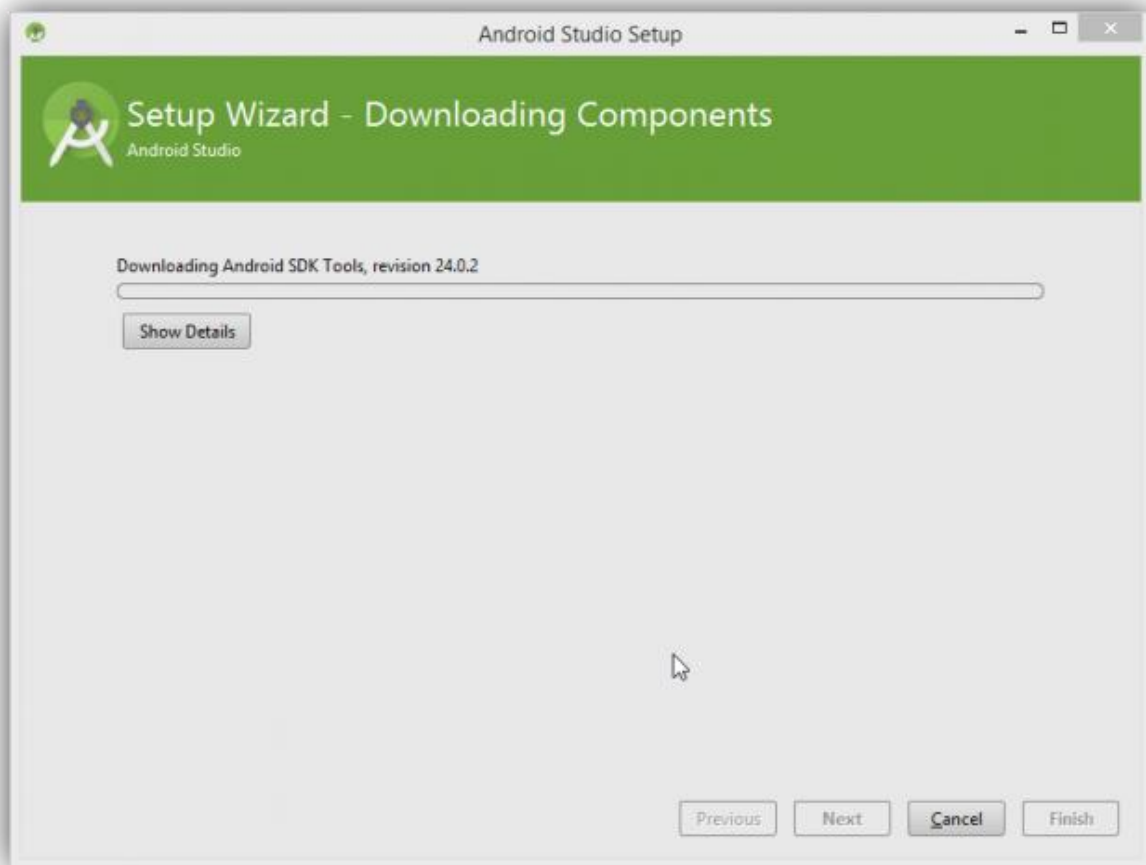 Android Studio Setup
Setup Wizard - Downloading Components
Android Studio
Downloading Android SDK Tools, revision 24.0.2
Show Details
Previous Next Cancel Finish